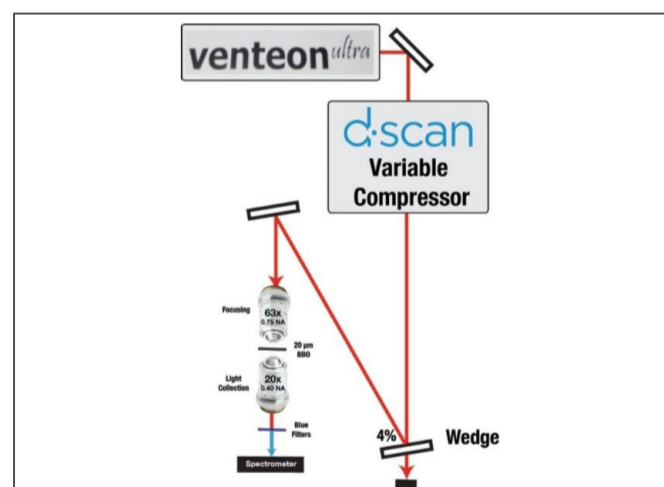 venteon ultra
d·scan
Variable
Compressor
Focusing
63x
0.75 NA
20 µm
BBO
Light
Collection
20x
0.40 NA
Blue
Filters
Spectrometer
4%
Wedge